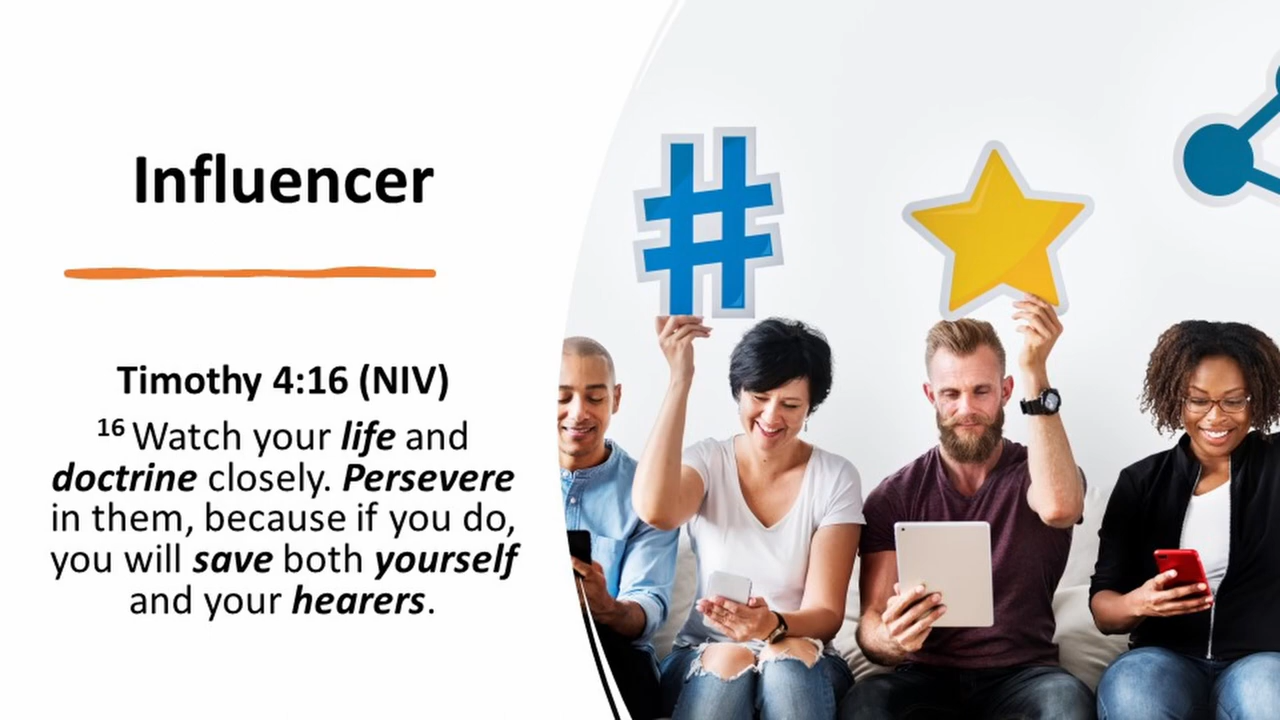 Influencer
Timothy 4:16 (NIV)
16 Watch your life and
doctrine closely. Persevere
in them, because if you do,
you will save both yourself
and your hearers.